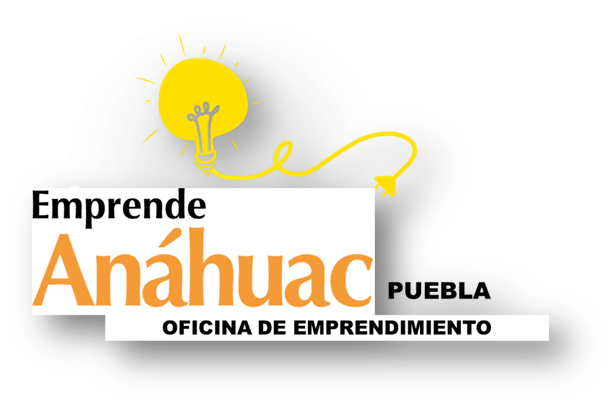 Emprende
Anáhuac
PUEBLA
OFICINA DE EMPRENDIMIENTO